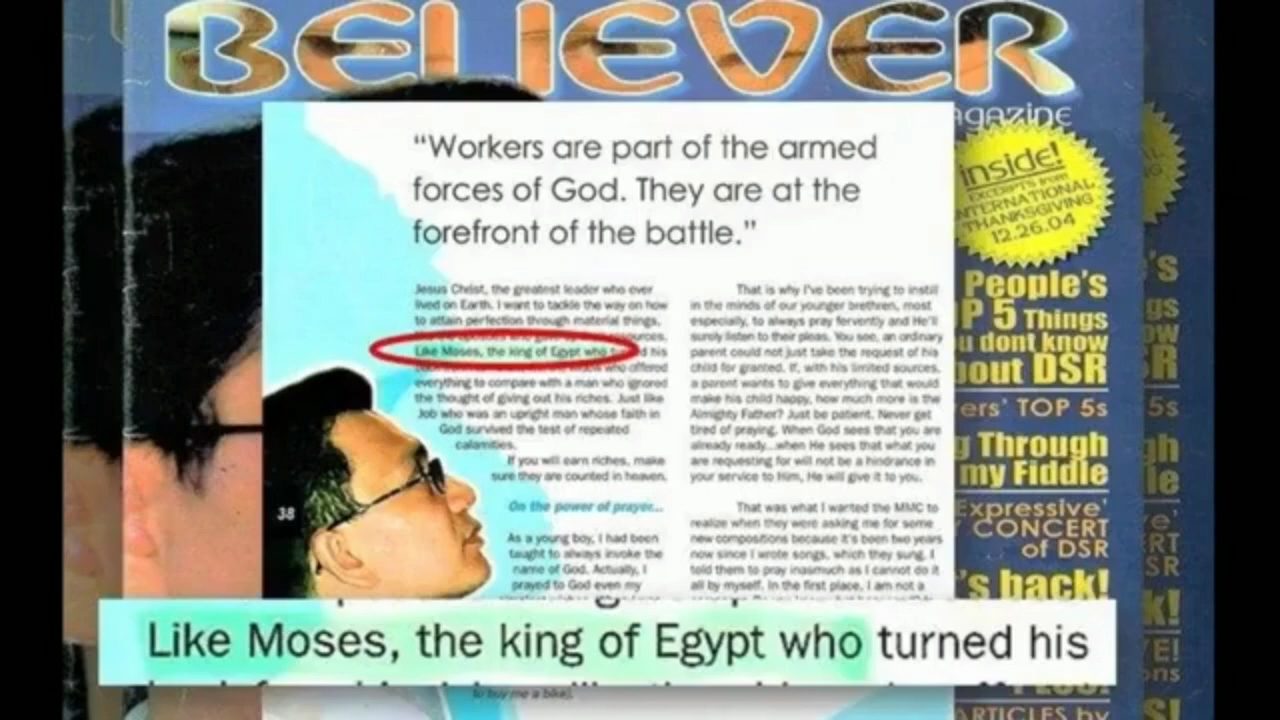 BELIEVER
agazine
inside!
EXCERPTS FROM
INTERNATIONAL
THANKSGIVING
12.26.04
People's
P 5 Things
u dont know
bout DSR
ers' TOP 5s
g Through
my Fiddle
Expressive'
CONCERT
of DSR
's back!
ARTICLES by
"Workers are part of the armed
forces of God. They are at the
forefront of the battle."
Jesus Christ, the greatest leader who ever
lived on Earth. I want to tackle the way on how
to attain perfection through material things,
Like Moses, the king of Egypt who turned his
who offered
everything to compare with a man who ignored
the thought of giving out his riches. Just like
Job who was an upright man whose faith in
God survived the test of repeated
calamities.
If you will earn riches, make
sure they are counted in heaven.
On the power of prayer...
As a young boy, I had been
taught to always invoke the
name of God. Actually, I
prayed to God even my
to buy me a bike).
38
That is why I've been trying to instill
in the minds of our younger brethren, most
especially, to always pray fervently and He'll
surely listen to their pleas. You see, an ordinary
parent could not just take the request of his
child for granted. If, with his limited sources,
a parent wants to give everything that would
make his child happy, how much more is the
Almighty Father? Just be patient. Never get
tired of praying. When God sees that you are
already ready...when He sees that what you
are requesting for will not be a hindrance in
your service to Him, He will give it to you.
That was what I wanted the MMC to
realize when they were asking me for some
new compositions because it's been two years
now since I wrote songs, which they sung. I
told them to pray inasmuch as I cannot do it
all by myself. In the first place, I am not a
Like Moses, the king of Egypt who turned his